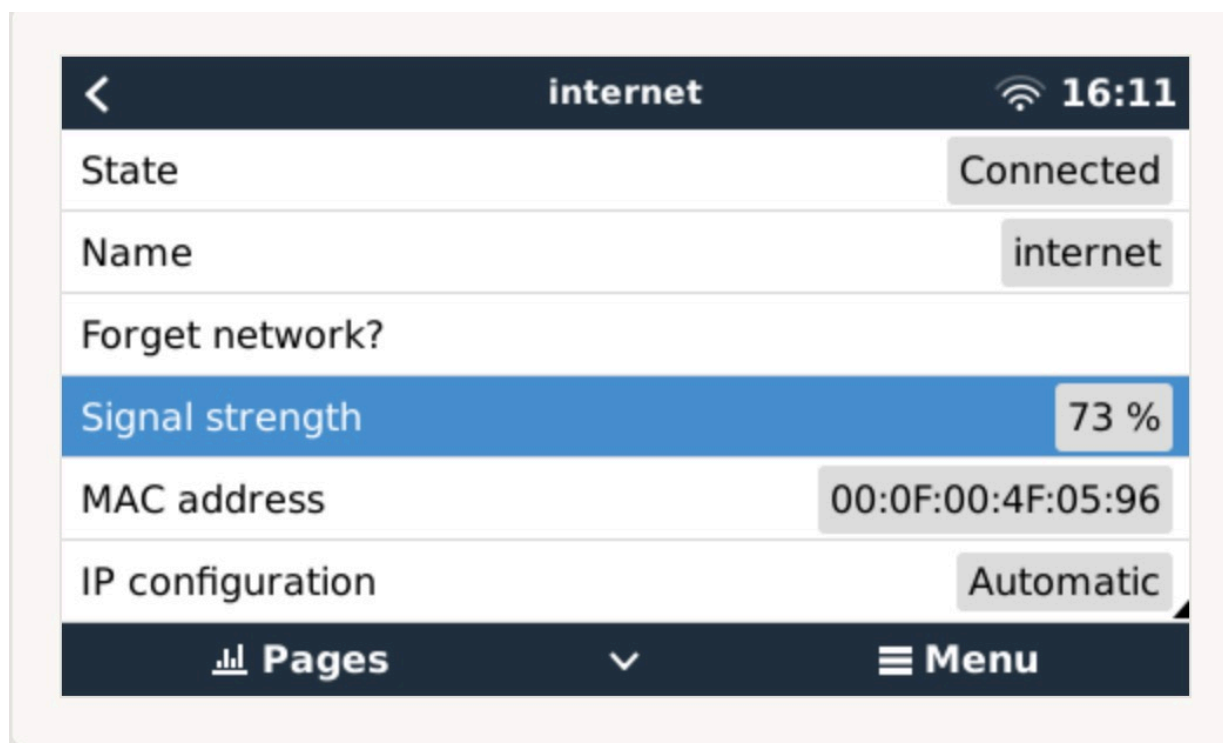 internet 16:11
State Connected
Name internet
Forget network?
Signal strength 73 %
MAC address 00:0F:00:4F:05:96
IP configuration Automatic
Pages Menu